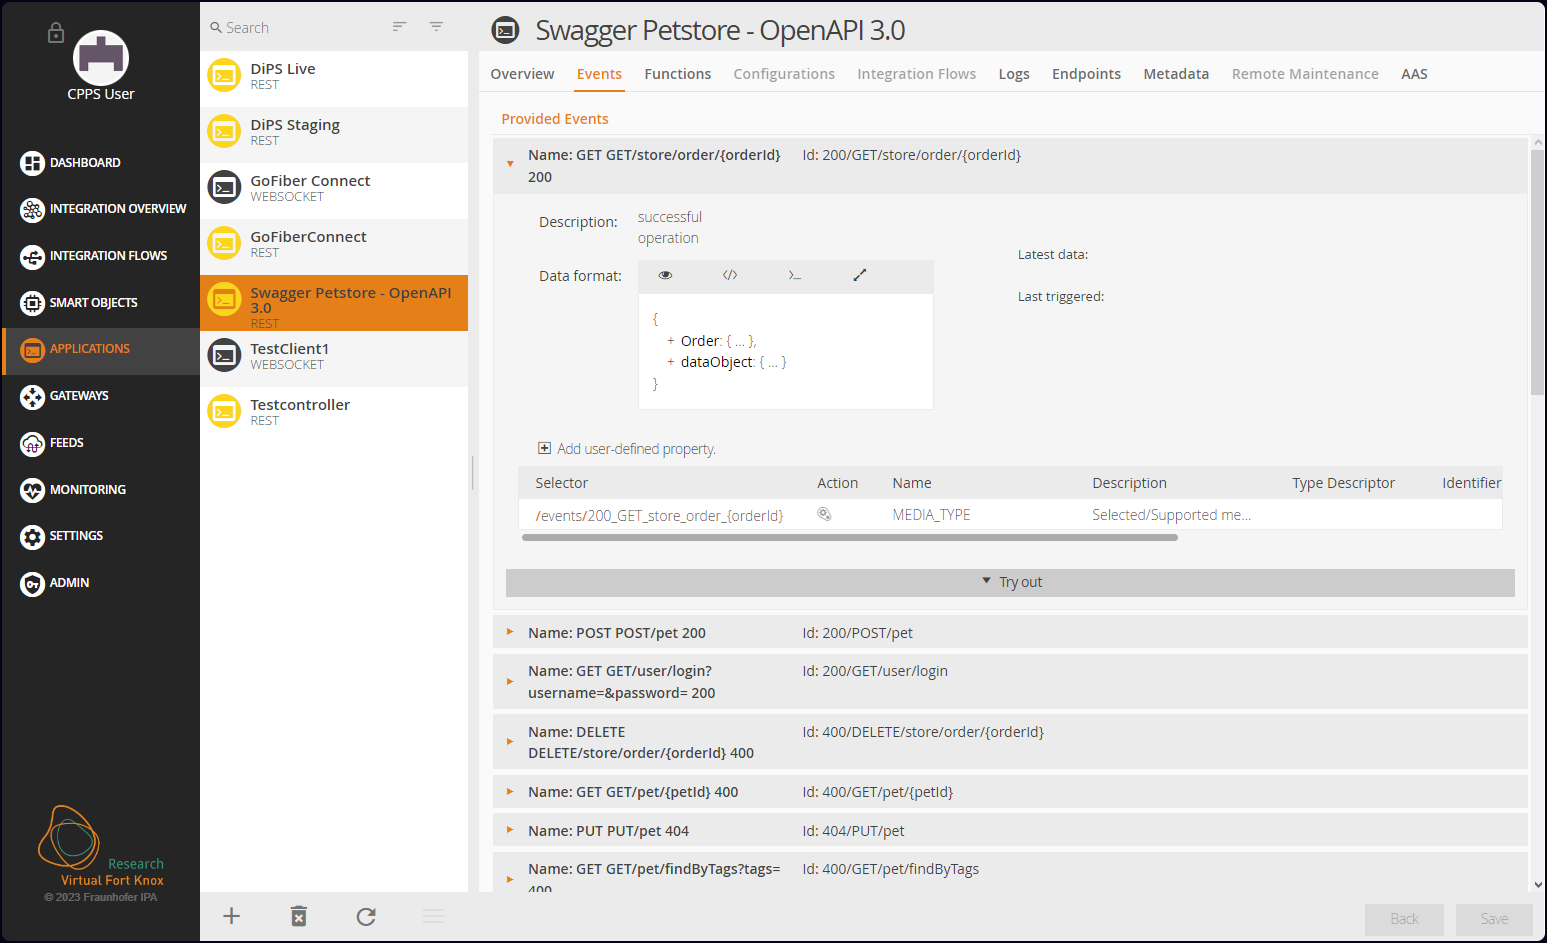 CPPS User
DASHBOARD
INTEGRATION OVERVIEW
INTEGRATION FLOWS
SMART OBJECTS
APPLICATIONS
GATEWAYS
FEEDS
MONITORING
SETTINGS
ADMIN
Research
Virtual Fort Knox
© 2023 Fraunhofer IPA
Search
DiPS Live
REST
DiPS Staging
REST
GoFiber Connect
WEBSOCKET
GoFiberConnect
REST
Swagger Petstore - OpenAPI
3.0
REST
TestClient1
WEBSOCKET
Testcontroller
REST
Swagger Petstore - OpenAPI 3.0
Overview Events Functions Configurations Integration Flows Logs Endpoints Metadata Remote Maintenance AAS
Provided Events
Name: GET GET/store/order/{orderId} Id: 200/GET/store/order/{orderId}
200
Description: successful
operation
Latest data:
Data format:
Last triggered:
{
+ Order: { ... },
+ dataObject: { ... }
}
Add user-defined property.
Selector Action Name Description Type Descriptor Identifier
/events/200_GET_store_order_{orderId} MEDIA_TYPE Selected/Supported me...
Try out
Name: POST POST/pet 200 Id: 200/POST/pet
Name: GET GET/user/login? Id: 200/GET/user/login
username=&password= 200
Name: DELETE Id: 400/DELETE/store/order/{orderId}
DELETE/store/order/{orderId} 400
Name: GET GET/pet/{petId} 400 Id: 400/GET/pet/{petId}
Name: PUT PUT/pet 404 Id: 404/PUT/pet
Name: GET GET/pet/findByTags?tags= Id: 400/GET/pet/findByTags
400
Back Save